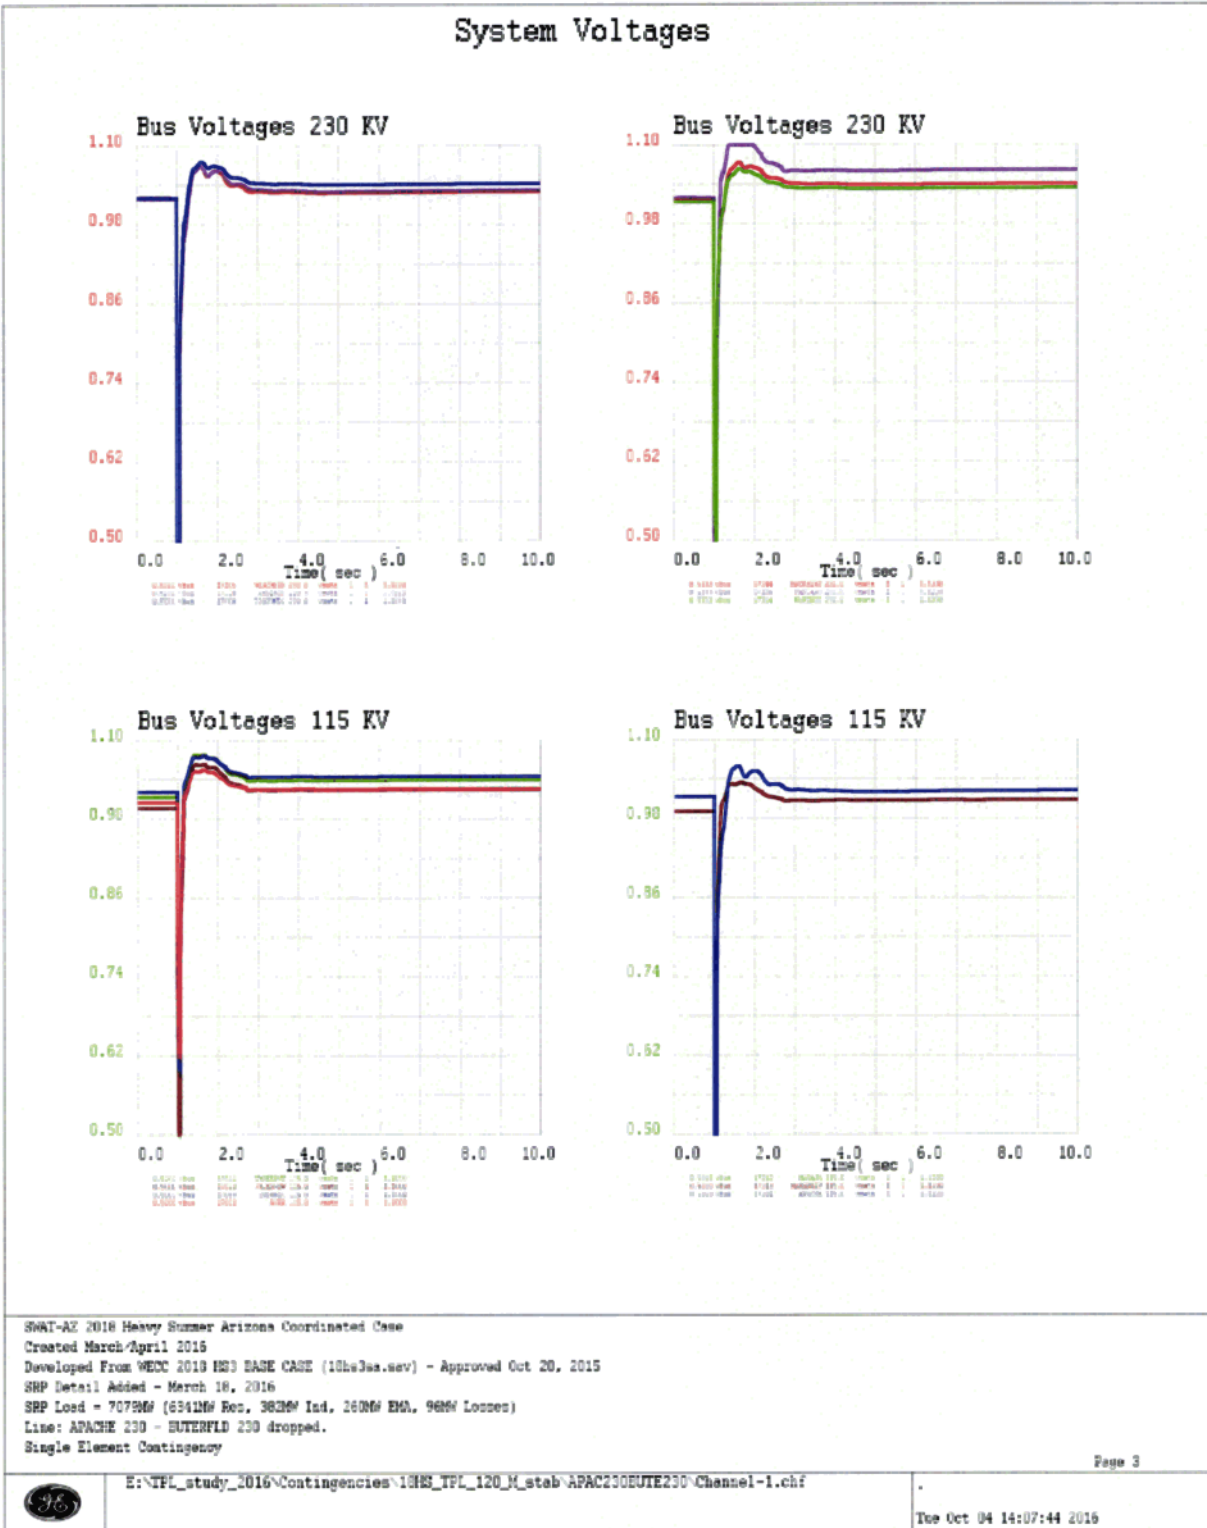 System Voltages
Bus Voltages 230 KV
1.10
0.98
0.86
0.74
0.62
0.50
0.0 2.0 4.0 6.0 8.0 10.0
Time( sec )
Bus Voltages 230 KV
1.10
0.98
0.86
0.74
0.62
0.50
0.0 2.0 4.0 6.0 8.0 10.0
Time( sec )
Bus Voltages 115 KV
1.10
0.98
0.86
0.74
0.62
0.50
0.0 2.0 4.0 6.0 8.0 10.0
Time( sec )
Bus Voltages 115 KV
1.10
0.98
0.86
0.74
0.62
0.50
0.0 2.0 4.0 6.0 8.0 10.0
Time( sec )
SWAT-AZ 2018 Heavy Summer Arizona Coordinated Case
Created March/April 2016
Developed From WECC 2018 HS3 BASE CASE (18hs3sa.sav) - Approved Oct 20, 2015
SRP Detail Added - March 18, 2016
SRP Load = 7079MW (6341MW Res, 382MW Ind, 260MW EMA, 96MW Losses)
Line: APACHE 230 - BUTERFLD 230 dropped.
Single Element Contingency
Page 3
GE
E:\TPL_study_2016\Contingencies\18HS_TPL_120_M_stab\APAC230BUTE230\Channel-1.chf
Tue Oct 04 14:07:44 2016